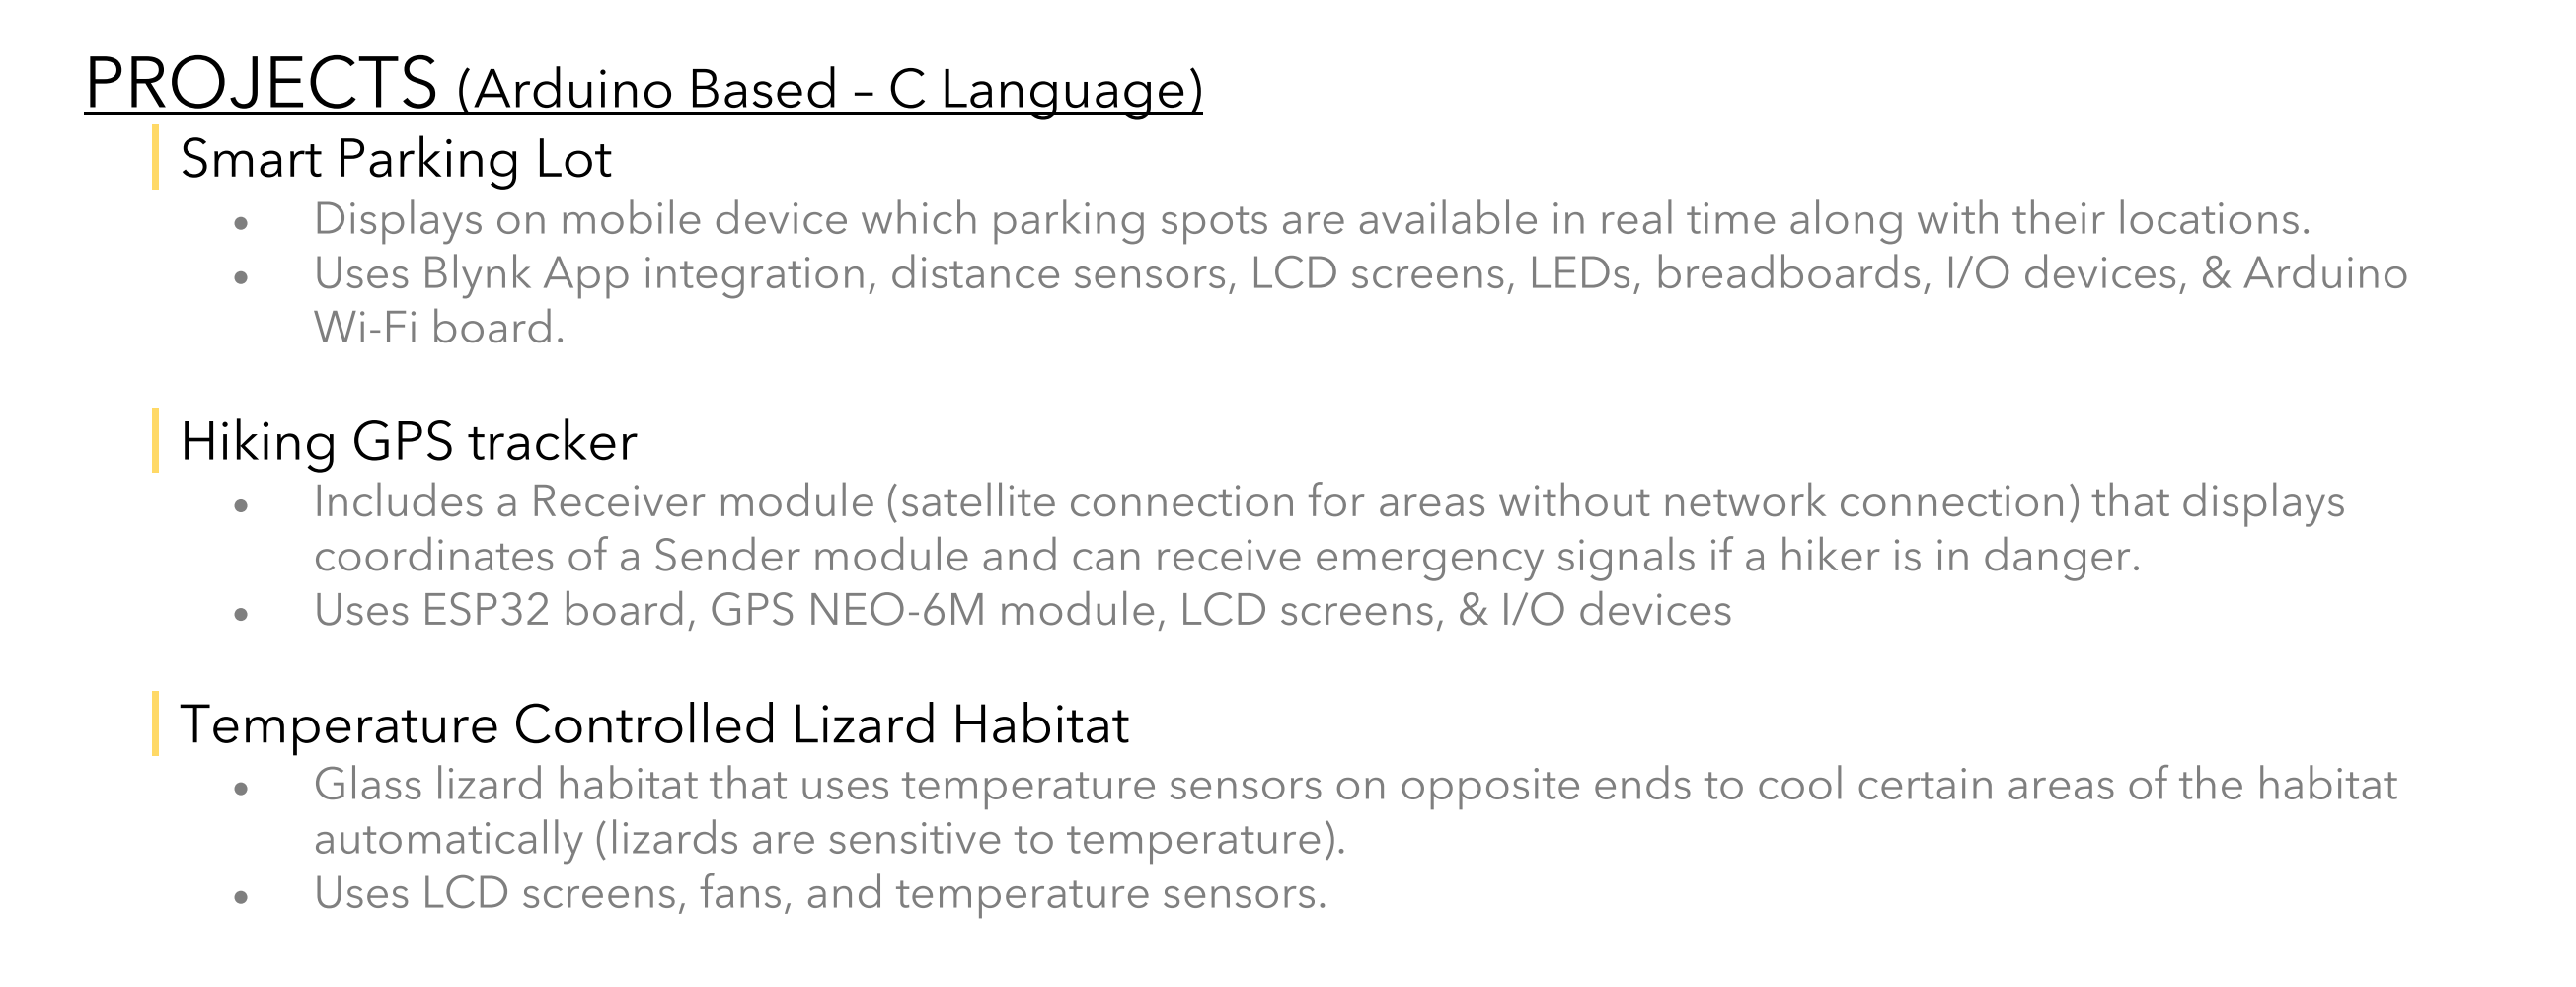 PROJECTS (Arduino Based – C Language)
Smart Parking Lot
• Displays on mobile device which parking spots are available in real time along with their locations.
• Uses Blynk App integration, distance sensors, LCD screens, LEDs, breadboards, I/O devices, & Arduino
Wi-Fi board.
Hiking GPS tracker
• Includes a Receiver module (satellite connection for areas without network connection) that displays
coordinates of a Sender module and can receive emergency signals if a hiker is in danger.
• Uses ESP32 board, GPS NEO-6M module, LCD screens, & I/O devices
Temperature Controlled Lizard Habitat
• Glass lizard habitat that uses temperature sensors on opposite ends to cool certain areas of the habitat
automatically (lizards are sensitive to temperature).
• Uses LCD screens, fans, and temperature sensors.